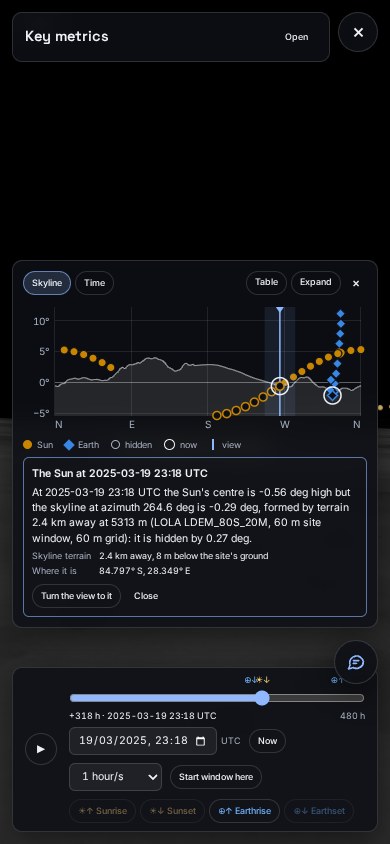 Key metrics
Open
×
Skyline
Time
Table
Expand
×
10°
5°
0°
−5°
N
E
S
W
N
Sun
Earth
hidden
now
view
The Sun at 2025-03-19 23:18 UTC
At 2025-03-19 23:18 UTC the Sun's centre is -0.56 deg high but
the skyline at azimuth 264.6 deg is -0.29 deg, formed by terrain
2.4 km away at 5313 m (LOLA LDEM_80S_20M, 60 m site
window, 60 m grid): it is hidden by 0.27 deg.
Skyline terrain 2.4 km away, 8 m below the site's ground
Where it is 84.797° S, 28.349° E
Turn the view to it
Close
⊕↓☀↓
⊕↑
+318 h · 2025-03-19 23:18 UTC
480 h
19/03/2025, 23:18
UTC
Now
1 hour/s
Start window here
☀↑ Sunrise
☀↓ Sunset
⊕↑ Earthrise
⊕↓ Earthset